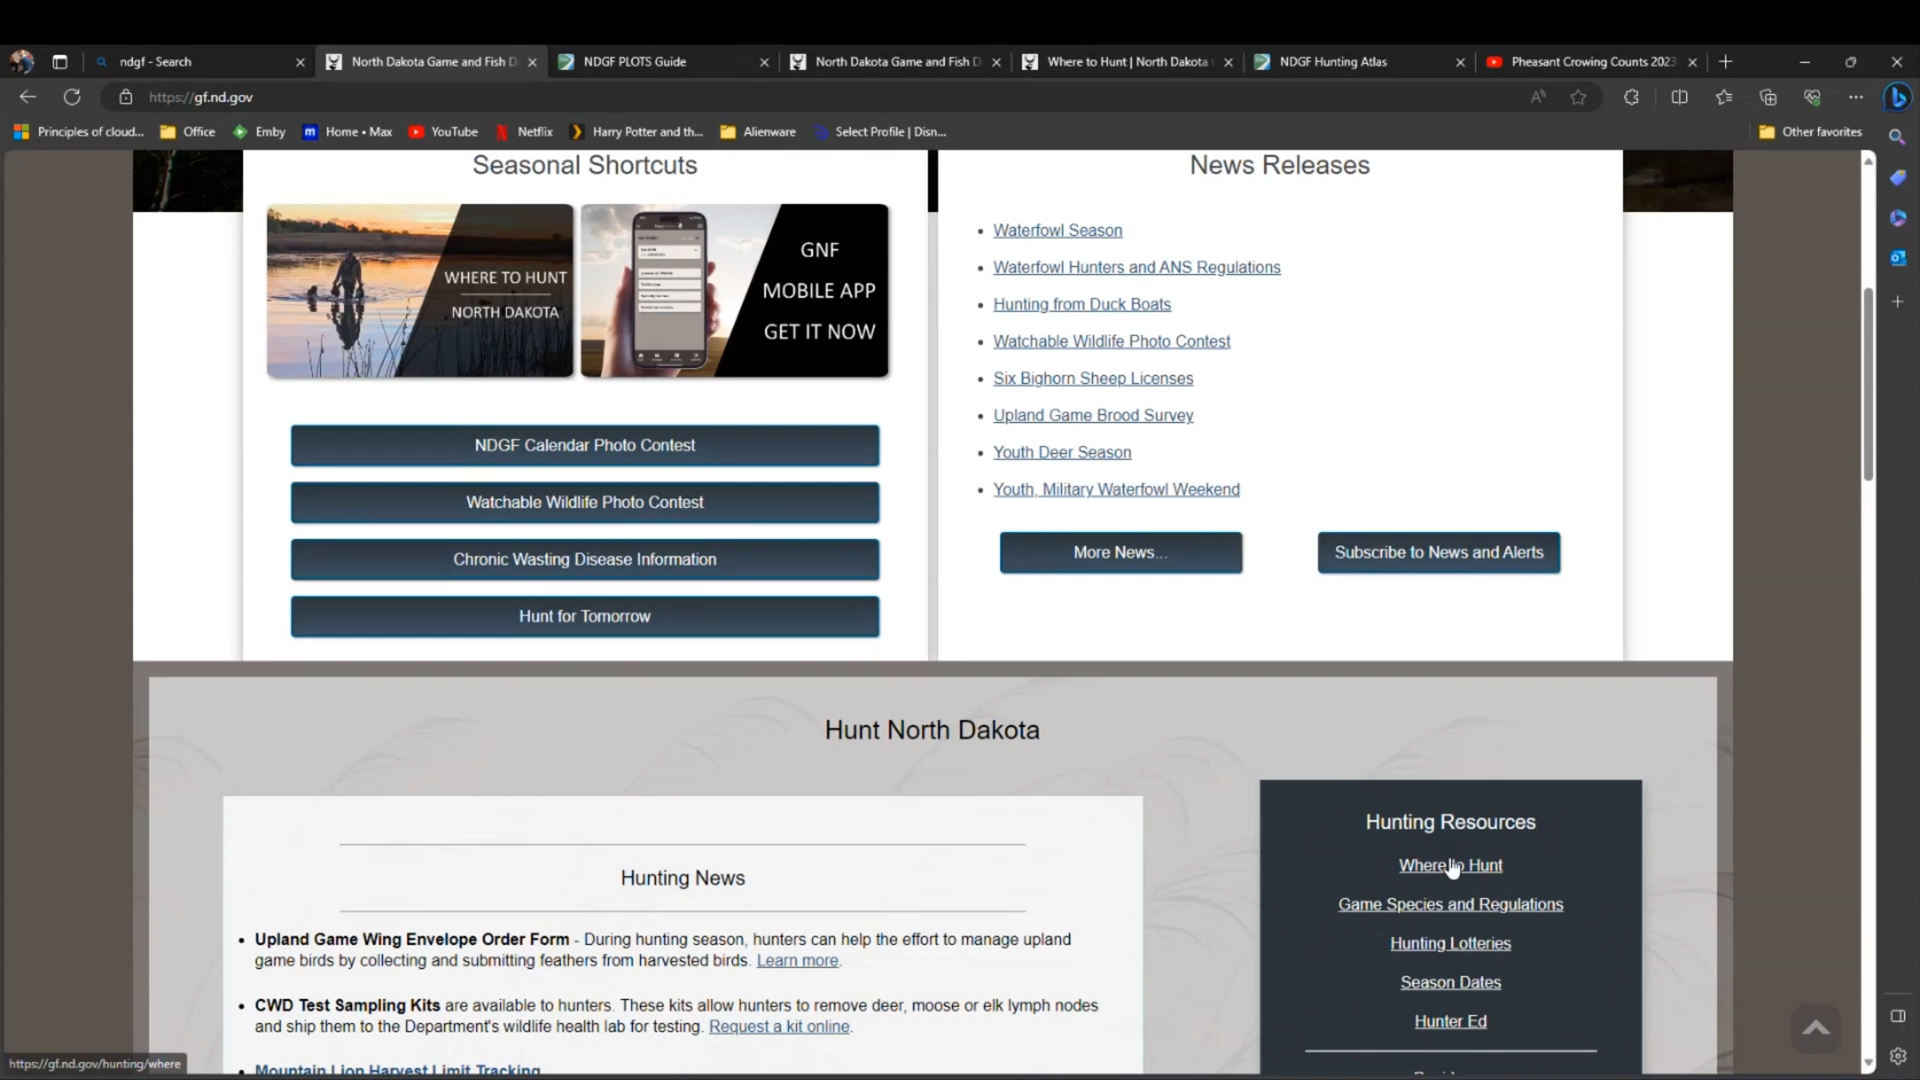 ndgf - Search
North Dakota Game and Fish D
NDGF PLOTS Guide
North Dakota Game and Fish D
Where to Hunt | North Dakota
NDGF Hunting Atlas
Pheasant Crowing Counts 2023
https://gf.nd.gov
Principles of cloud...
Office
Emby
Home • Max
YouTube
Netflix
Harry Potter and th...
Alienware
Select Profile | Disn...
Other favorites
Seasonal Shortcuts
WHERE TO HUNT
NORTH DAKOTA
GNF
MOBILE APP
GET IT NOW
NDGF Calendar Photo Contest
Watchable Wildlife Photo Contest
Chronic Wasting Disease Information
Hunt for Tomorrow
News Releases
Waterfowl Season
Waterfowl Hunters and ANS Regulations
Hunting from Duck Boats
Watchable Wildlife Photo Contest
Six Bighorn Sheep Licenses
Upland Game Brood Survey
Youth Deer Season
Youth, Military Waterfowl Weekend
More News...
Subscribe to News and Alerts
Hunt North Dakota
Hunting News
• Upland Game Wing Envelope Order Form - During hunting season, hunters can help the effort to manage upland
game birds by collecting and submitting feathers from harvested birds. Learn more.
• CWD Test Sampling Kits are available to hunters. These kits allow hunters to remove deer, moose or elk lymph nodes
and ship them to the Department's wildlife health lab for testing. Request a kit online.
Mountain Lion Harvest Limit Tracking
Hunting Resources
Where to Hunt
Game Species and Regulations
Hunting Lotteries
Season Dates
Hunter Ed
https://gf.nd.gov/hunting/where